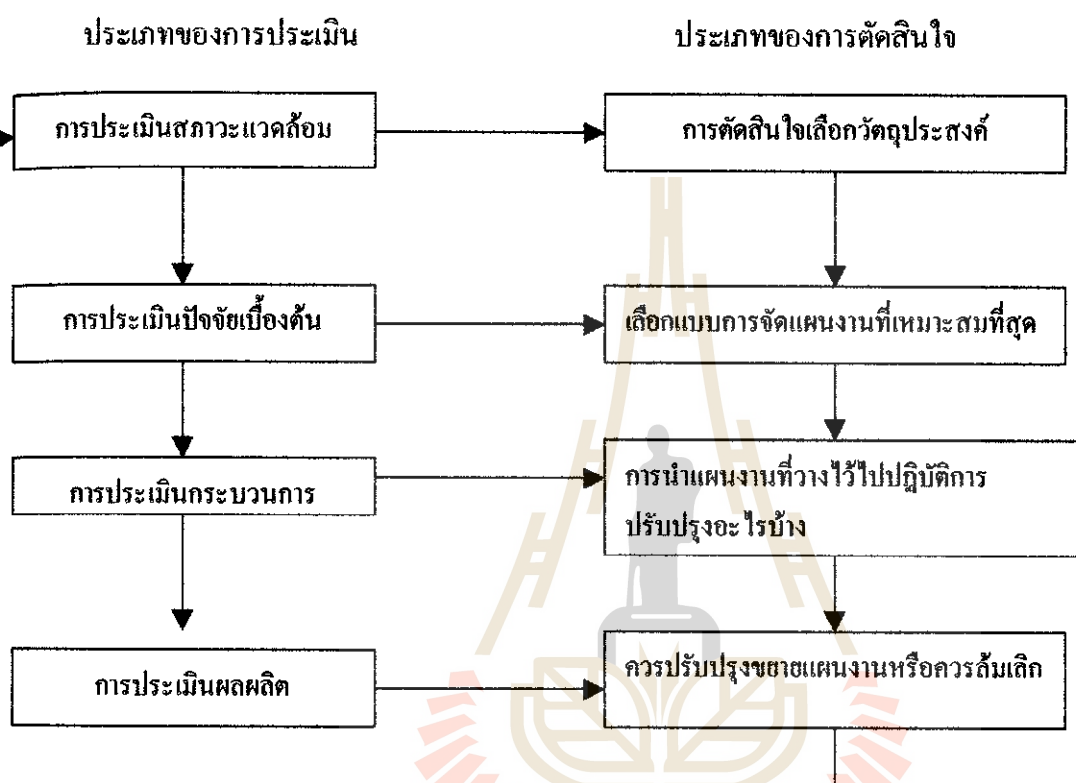 ประเภทของการประเมิน
ประเภทของการตัดสินใจ
การประเมินสภาวะแวดล้อม
การตัดสินใจเลือกวัตถุประสงค์
การประเมินปัจจัยเบื้องต้น
เลือกแบบการจัดแผนงานที่เหมาะสมที่สุด
การประเมินกระบวนการ
การนำแผนงานที่วางไว้ไปปฏิบัติการ
ปรับปรุงอะไรบ้าง
การประเมินผลผลิต
ควรปรับปรุงขยายแผนงานหรือควรล้มเลิก